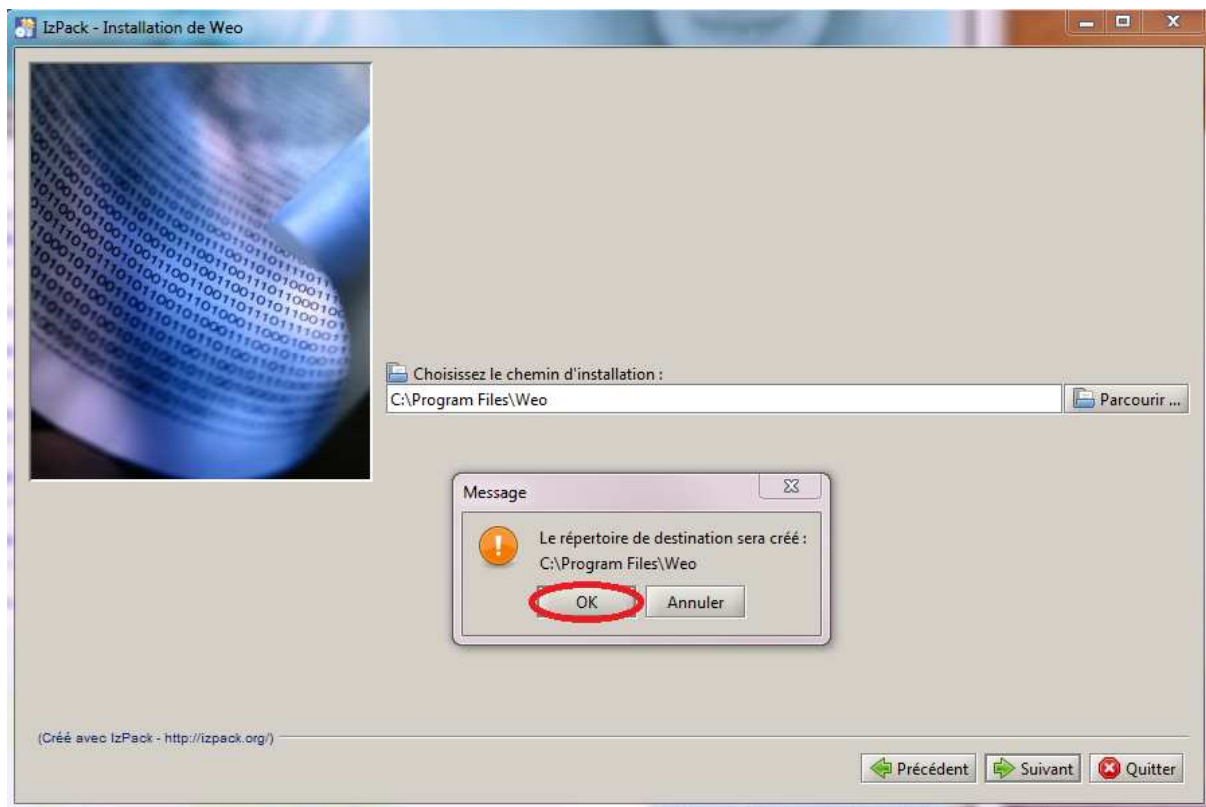 IzPack - Installation de Weo
Choisissez le chemin d'installation :
C:\Program Files\Weo
Parcourir ...
Message
Le répertoire de destination sera créé :
C:\Program Files\Weo
OK
Annuler
(Créé avec IzPack - http://izpack.org/)
Précédent
Suivant
Quitter